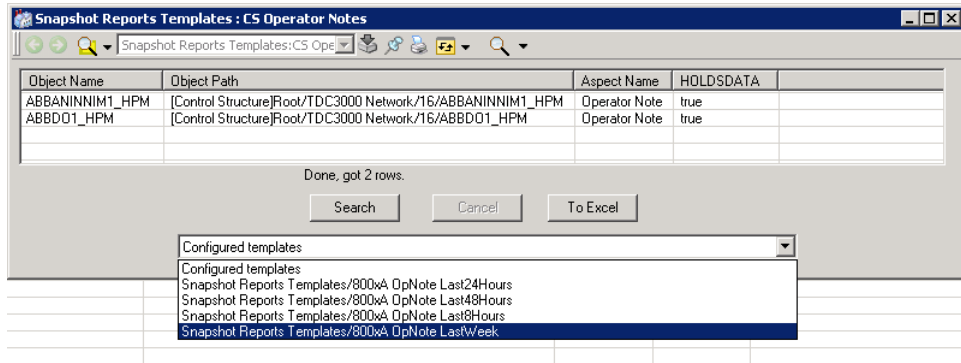 Snapshot Reports Templates : CS Operator Notes
Snapshot Reports Templates:CS Ope
Object Name Object Path Aspect Name HOLDSDATA
ABBANINNIM1_HPM [Control Structure]Root/TDC3000 Network/16/ABBANINNIM1_HPM Operator Note true
ABBDO1_HPM [Control Structure]Root/TDC3000 Network/16/ABBDO1_HPM Operator Note true
Done, got 2 rows.
Search Cancel To Excel
Configured templates
Configured templates
Snapshot Reports Templates/800xA OpNote Last24Hours
Snapshot Reports Templates/800xA OpNote Last48Hours
Snapshot Reports Templates/800xA OpNote Last8Hours
Snapshot Reports Templates/800xA OpNote LastWeek